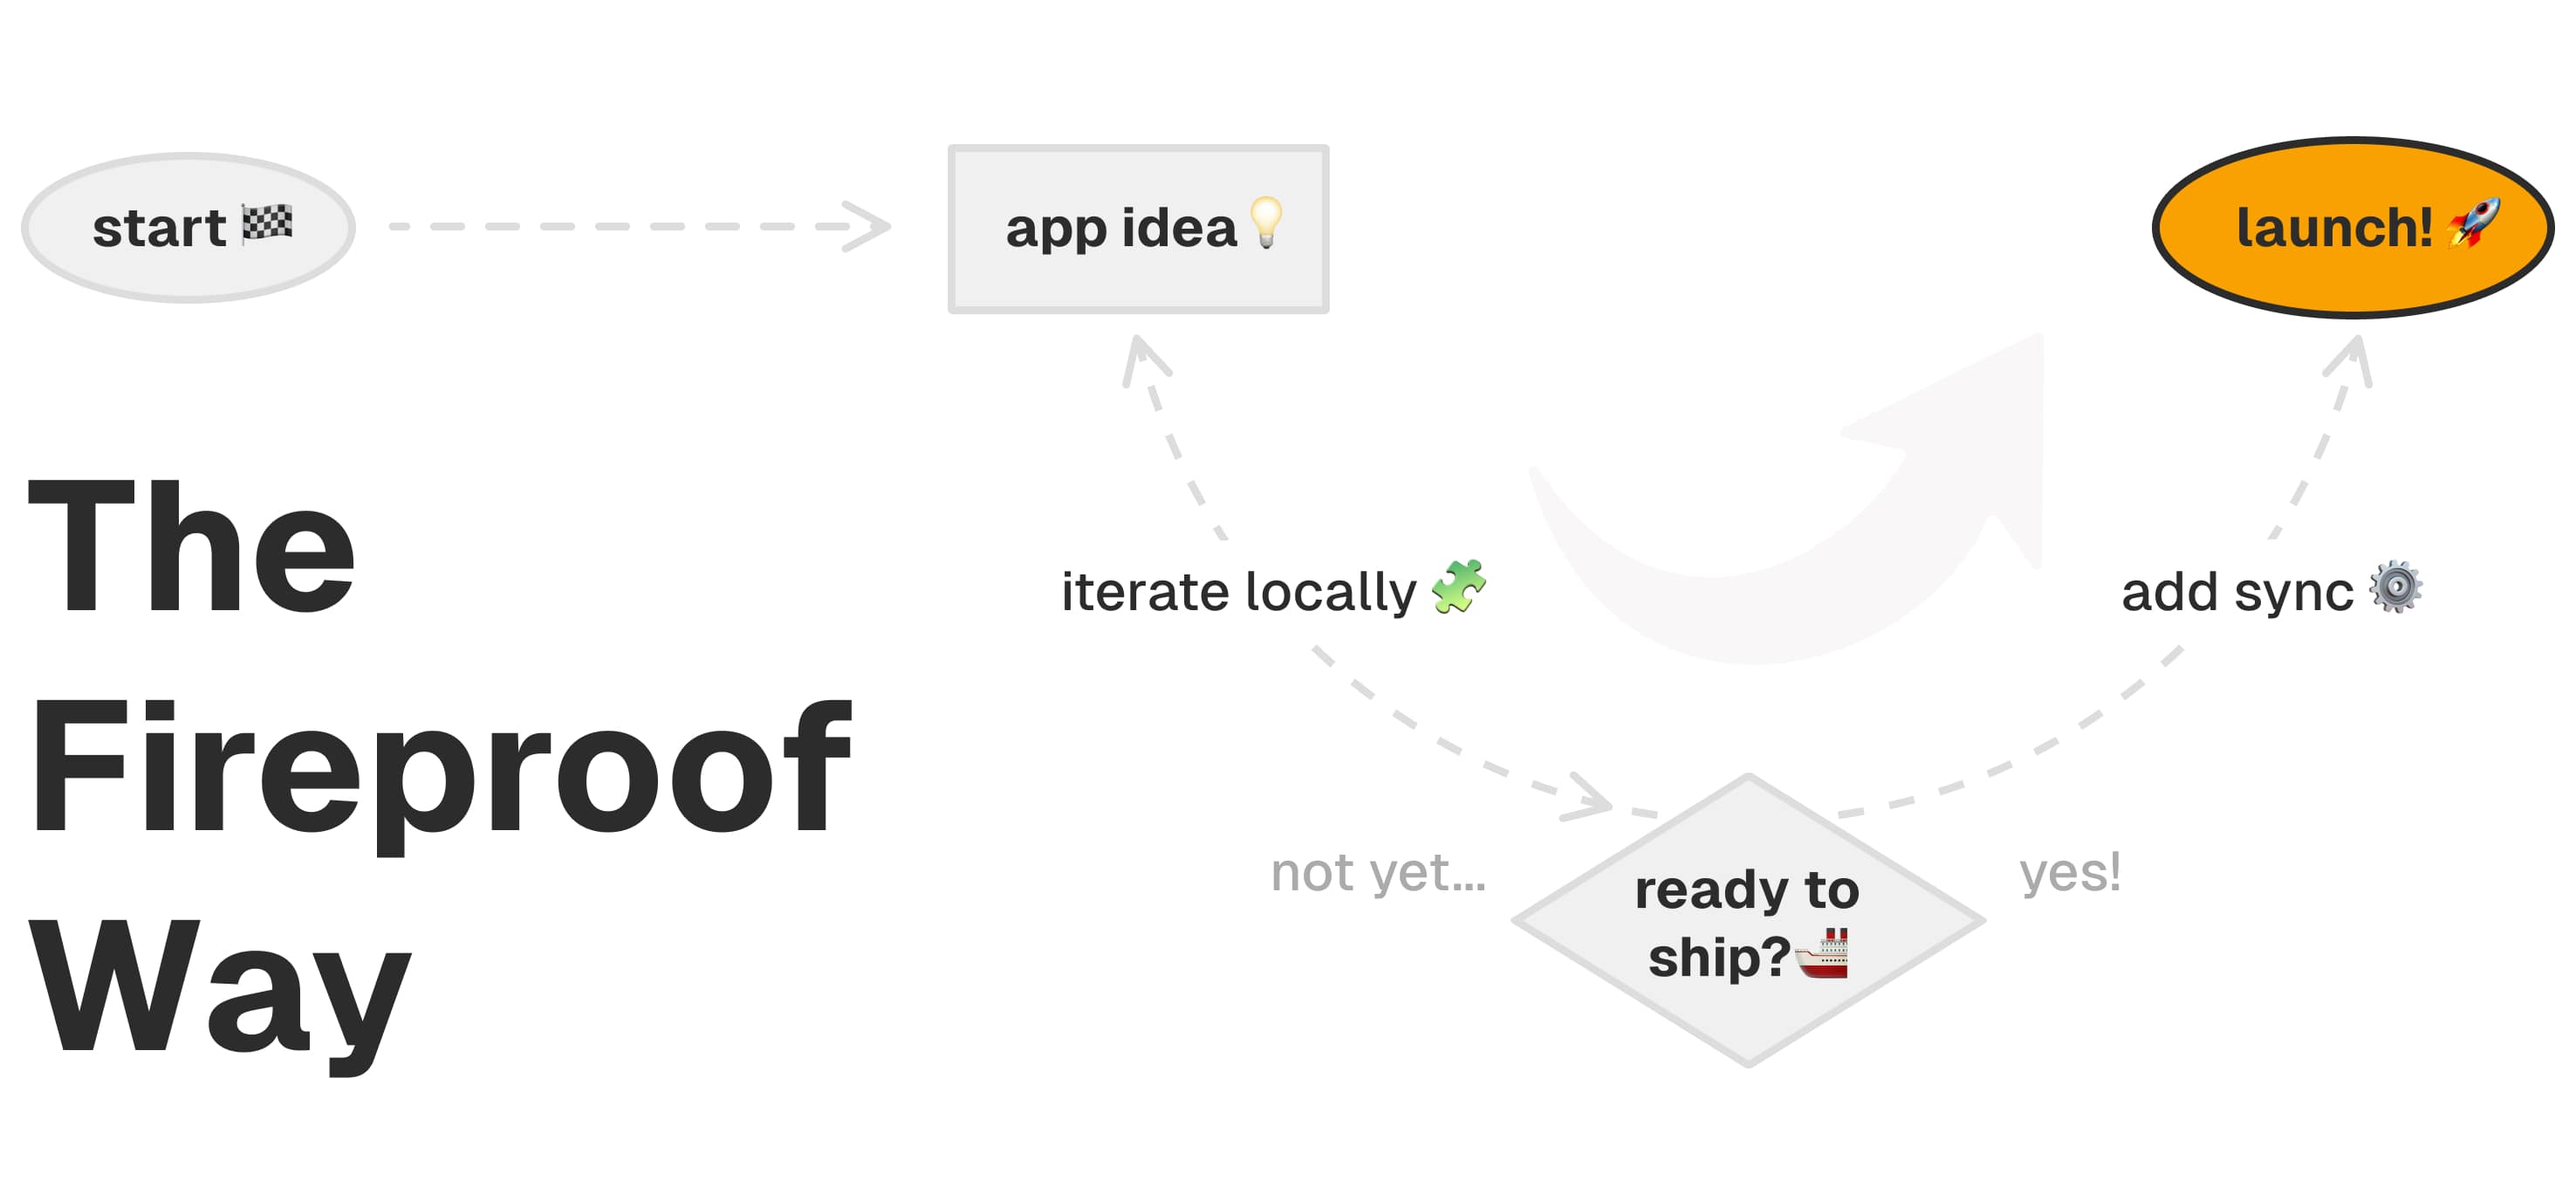 start 🏁
app idea💡
launch! 🚀
The
Fireproof
Way
iterate locally 🧩
add sync ⚙️
not yet...
ready to
ship?🚢
yes!